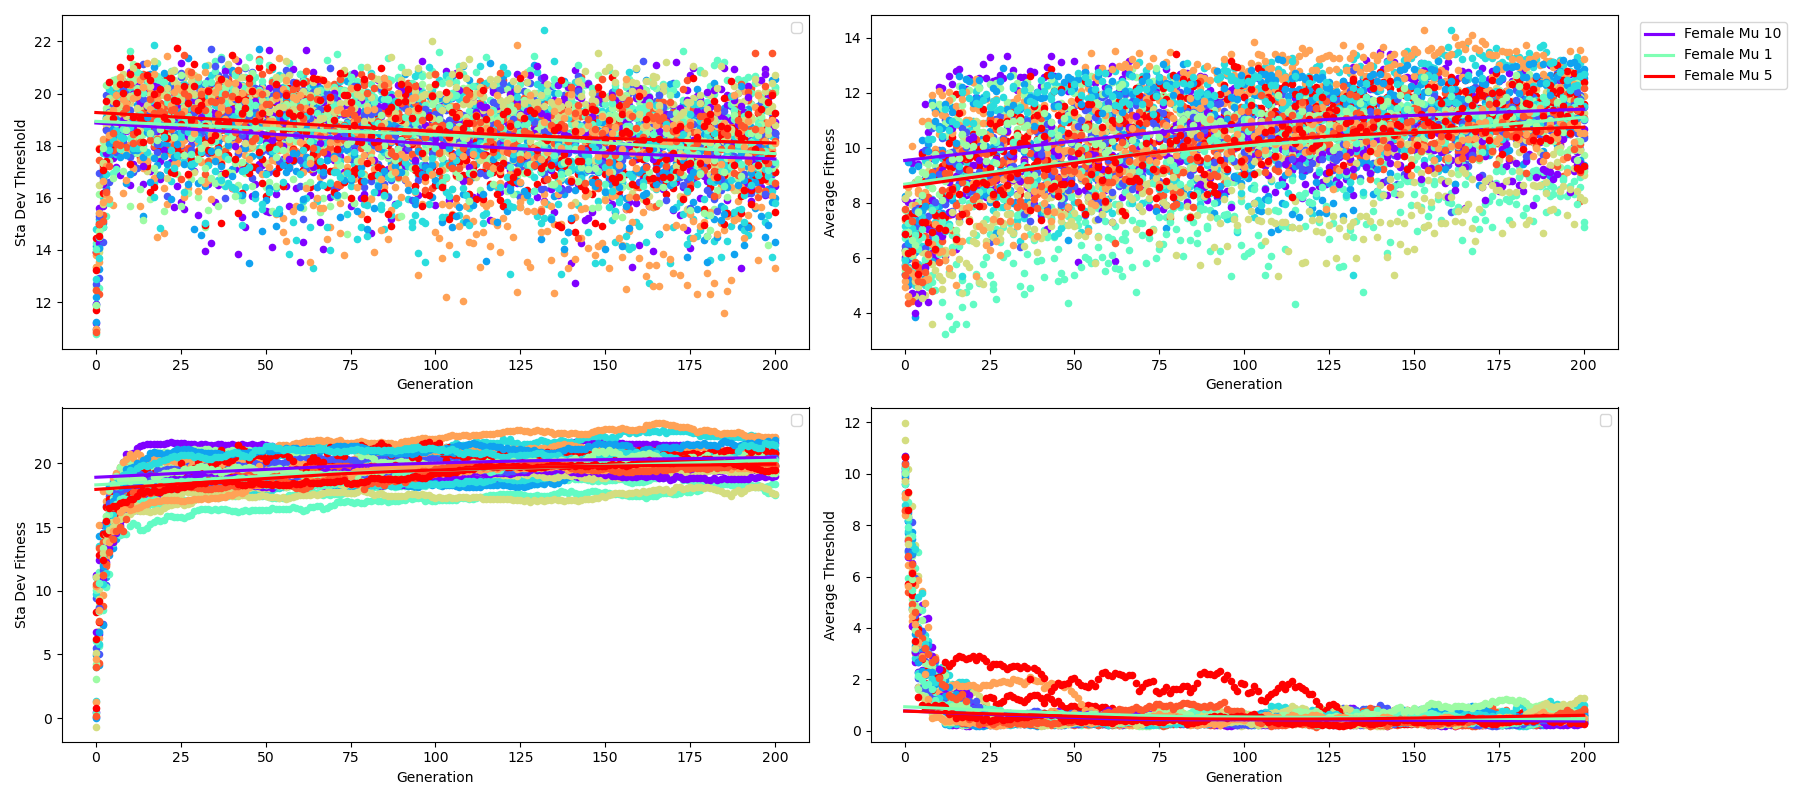 22
20
18
16
14
12
Sta Dev Threshold
0 25 50 75 100 125 150 175 200
Generation
14
12
10
8
6
4
Average Fitness
0 25 50 75 100 125 150 175 200
Generation
Female Mu 10
Female Mu 1
Female Mu 5
20
15
10
5
0
Sta Dev Fitness
0 25 50 75 100 125 150 175 200
Generation
12
10
8
6
4
2
0
Average Threshold
0 25 50 75 100 125 150 175 200
Generation